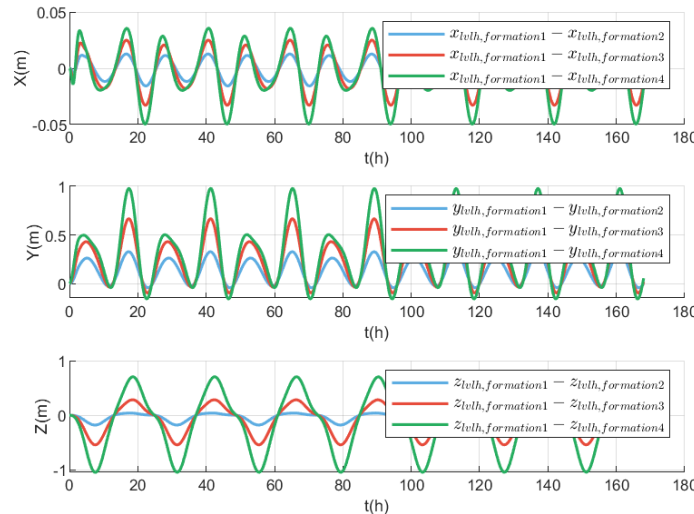 0.05
0
-0.05
X(m)
x_{lvlh,formation1} − x_{lvlh,formation2}
x_{lvlh,formation1} − x_{lvlh,formation3}
x_{lvlh,formation1} − x_{lvlh,formation4}
0 20 40 60 80 100 120 140 160 180
t(h)
1
0.5
0
Y(m)
y_{lvlh,formation1} − y_{lvlh,formation2}
y_{lvlh,formation1} − y_{lvlh,formation3}
y_{lvlh,formation1} − y_{lvlh,formation4}
0 20 40 60 80 100 120 140 160 180
t(h)
1
0
-1
Z(m)
z_{lvlh,formation1} − z_{lvlh,formation2}
z_{lvlh,formation1} − z_{lvlh,formation3}
z_{lvlh,formation1} − z_{lvlh,formation4}
0 20 40 60 80 100 120 140 160 180
t(h)